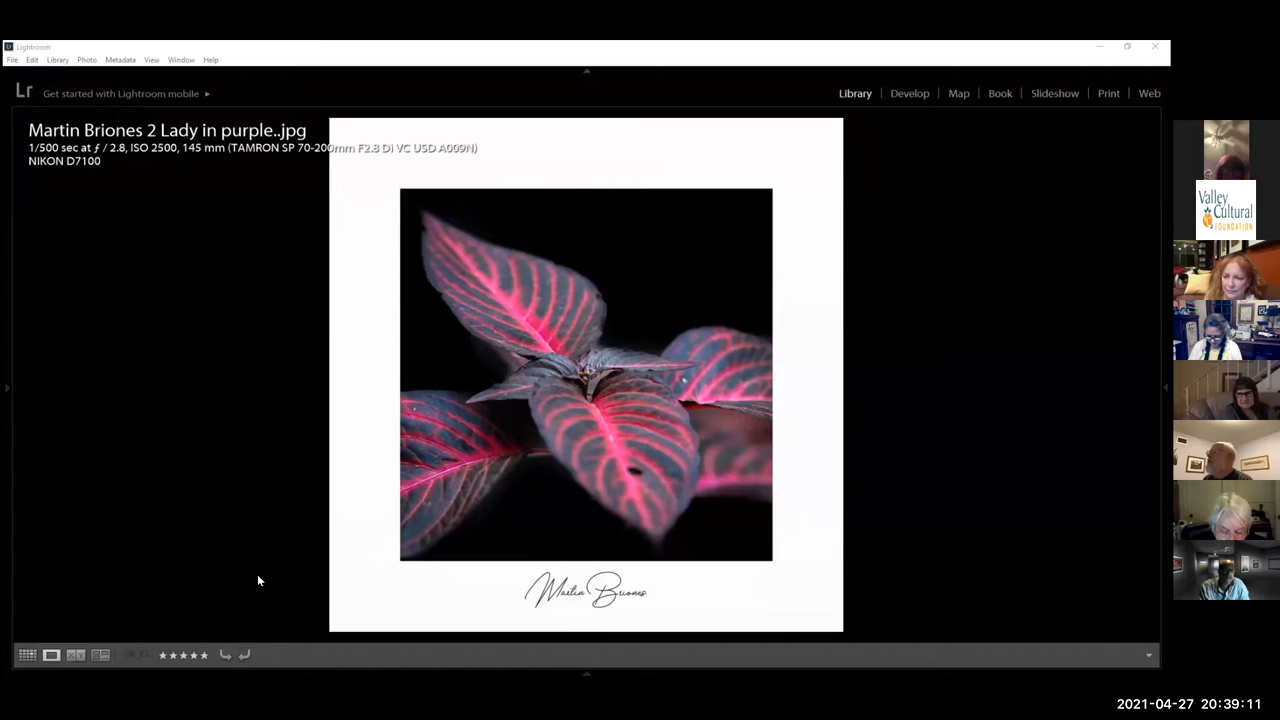 Lr Lightroom
File Edit Library Photo Metadata View Window Help
Lr Get started with Lightroom mobile
Library | Develop | Map | Book | Slideshow | Print | Web
Martin Briones 2 Lady in purple..jpg
1/500 sec at ƒ / 2.8, ISO 2500, 145 mm (TAMRON SP 70-200mm F2.8 Di VC USD A009N)
NIKON D7100
Valley
Cultural
FOUNDATION
Martin Briones
XY
2021-04-27 20:39:11